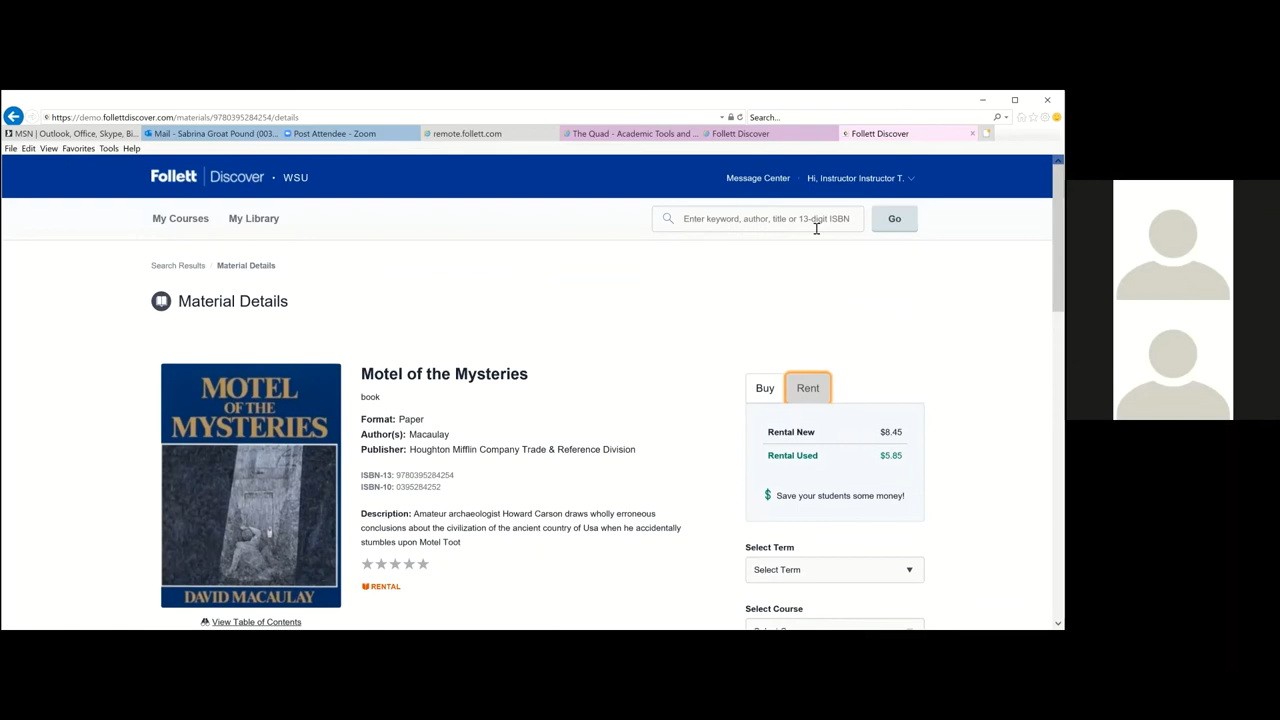 https://demo.follettdiscover.com/materials/9780395284254/details
Search...
MSN | Outlook, Office, Skype, Bi...
Mail - Sabrina Groat Pound (003...
Post Attendee - Zoom
remote.follett.com
The Quad - Academic Tools and ...
Follett Discover
Follett Discover
File Edit View Favorites Tools Help
Follett | Discover · WSU
Message Center
Hi, Instructor Instructor T.
My Courses
My Library
Enter keyword, author, title or 13-digit ISBN
Go
Search Results / Material Details
Material Details
MOTEL
OF THE
MYSTERIES
DAVID MACAULAY
View Table of Contents
Motel of the Mysteries
book
Format: Paper
Author(s): Macaulay
Publisher: Houghton Mifflin Company Trade & Reference Division
ISBN-13: 9780395284254
ISBN-10: 0395284252
Description: Amateur archaeologist Howard Carson draws wholly erroneous
conclusions about the civilization of the ancient country of Usa when he accidentally
stumbles upon Motel Toot
RENTAL
Buy
Rent
Rental New $8.45
Rental Used $5.85
$ Save your students some money!
Select Term
Select Term
Select Course